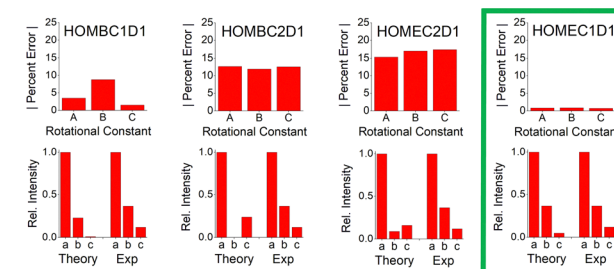 HOMBC1D1
| Percent Error |
25
20
15
10
5
0
A B C
Rotational Constant
HOMBC2D1
| Percent Error |
25
20
15
10
5
0
A B C
Rotational Constant
HOMEC2D1
| Percent Error |
25
20
15
10
5
0
A B C
Rotational Constant
HOMEC1D1
| Percent Error |
25
20
15
10
5
0
A B C
Rotational Constant
Rel. Intensity
1.0
0.5
0.0
a b c a b c
Theory Exp
Rel. Intensity
1.0
0.5
0.0
a b c a b c
Theory Exp
Rel. Intensity
1.0
0.5
0.0
a b c a b c
Theory Exp
Rel. Intensity
1.0
0.5
0.0
a b c a b c
Theory Exp